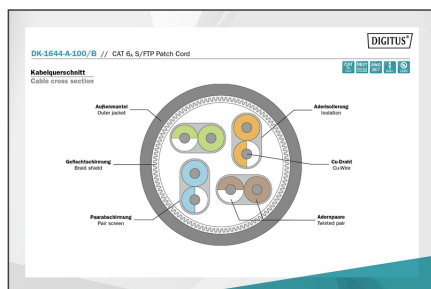 DIGITUS®
DK-1644-A-100/B // CAT 6A S/FTP Patch Cord
Kabelquerschnitt
Cable cross section
Außenmantel
Outer jacket
Aderisolierung
Isolation
Geflechtschirmung
Braid shield
Cu-Draht
Cu-Wire
Paarabschirmung
Pair screen
Adernpaare
Twisted pair